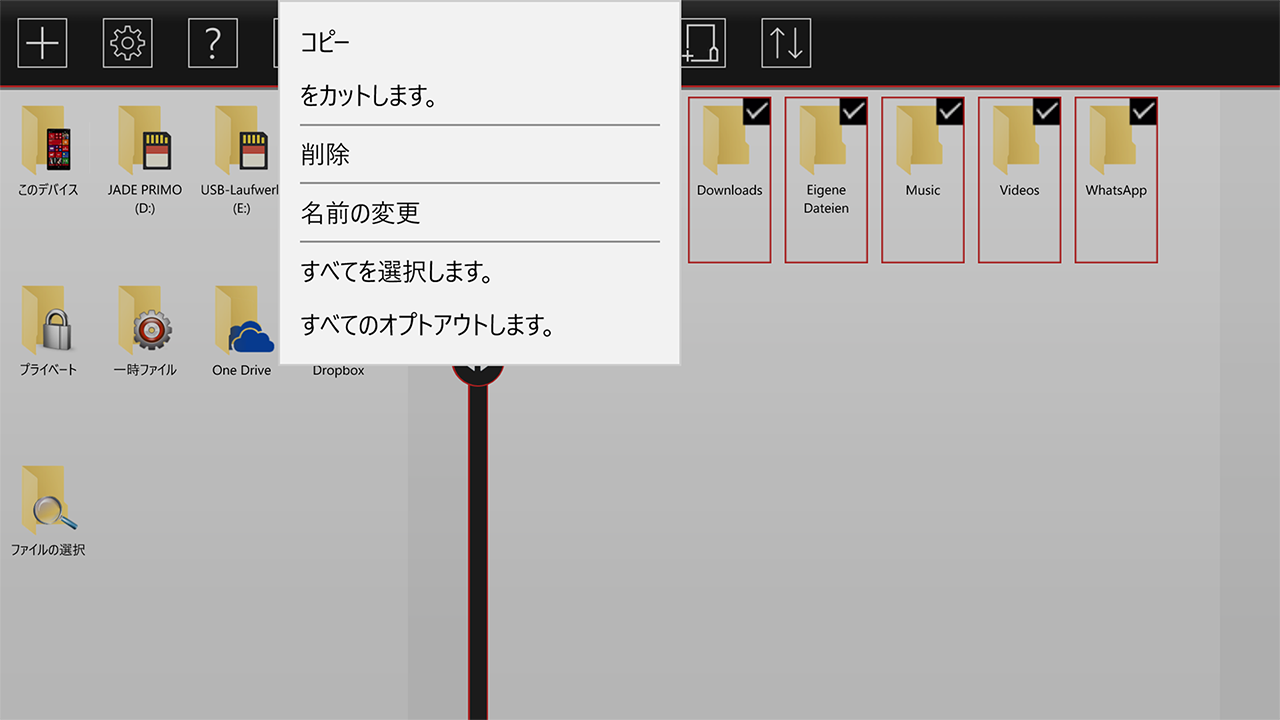 コピー
をカットします。
削除
名前の変更
すべてを選択します。
すべてのオプトアウトします。
このデバイス
JADE PRIMO
(D:)
USB-Laufwerl
(E:)
Downloads
Eigene
Dateien
Music
Videos
WhatsApp
プライベート
一時ファイル
One Drive
Dropbox
ファイルの選択